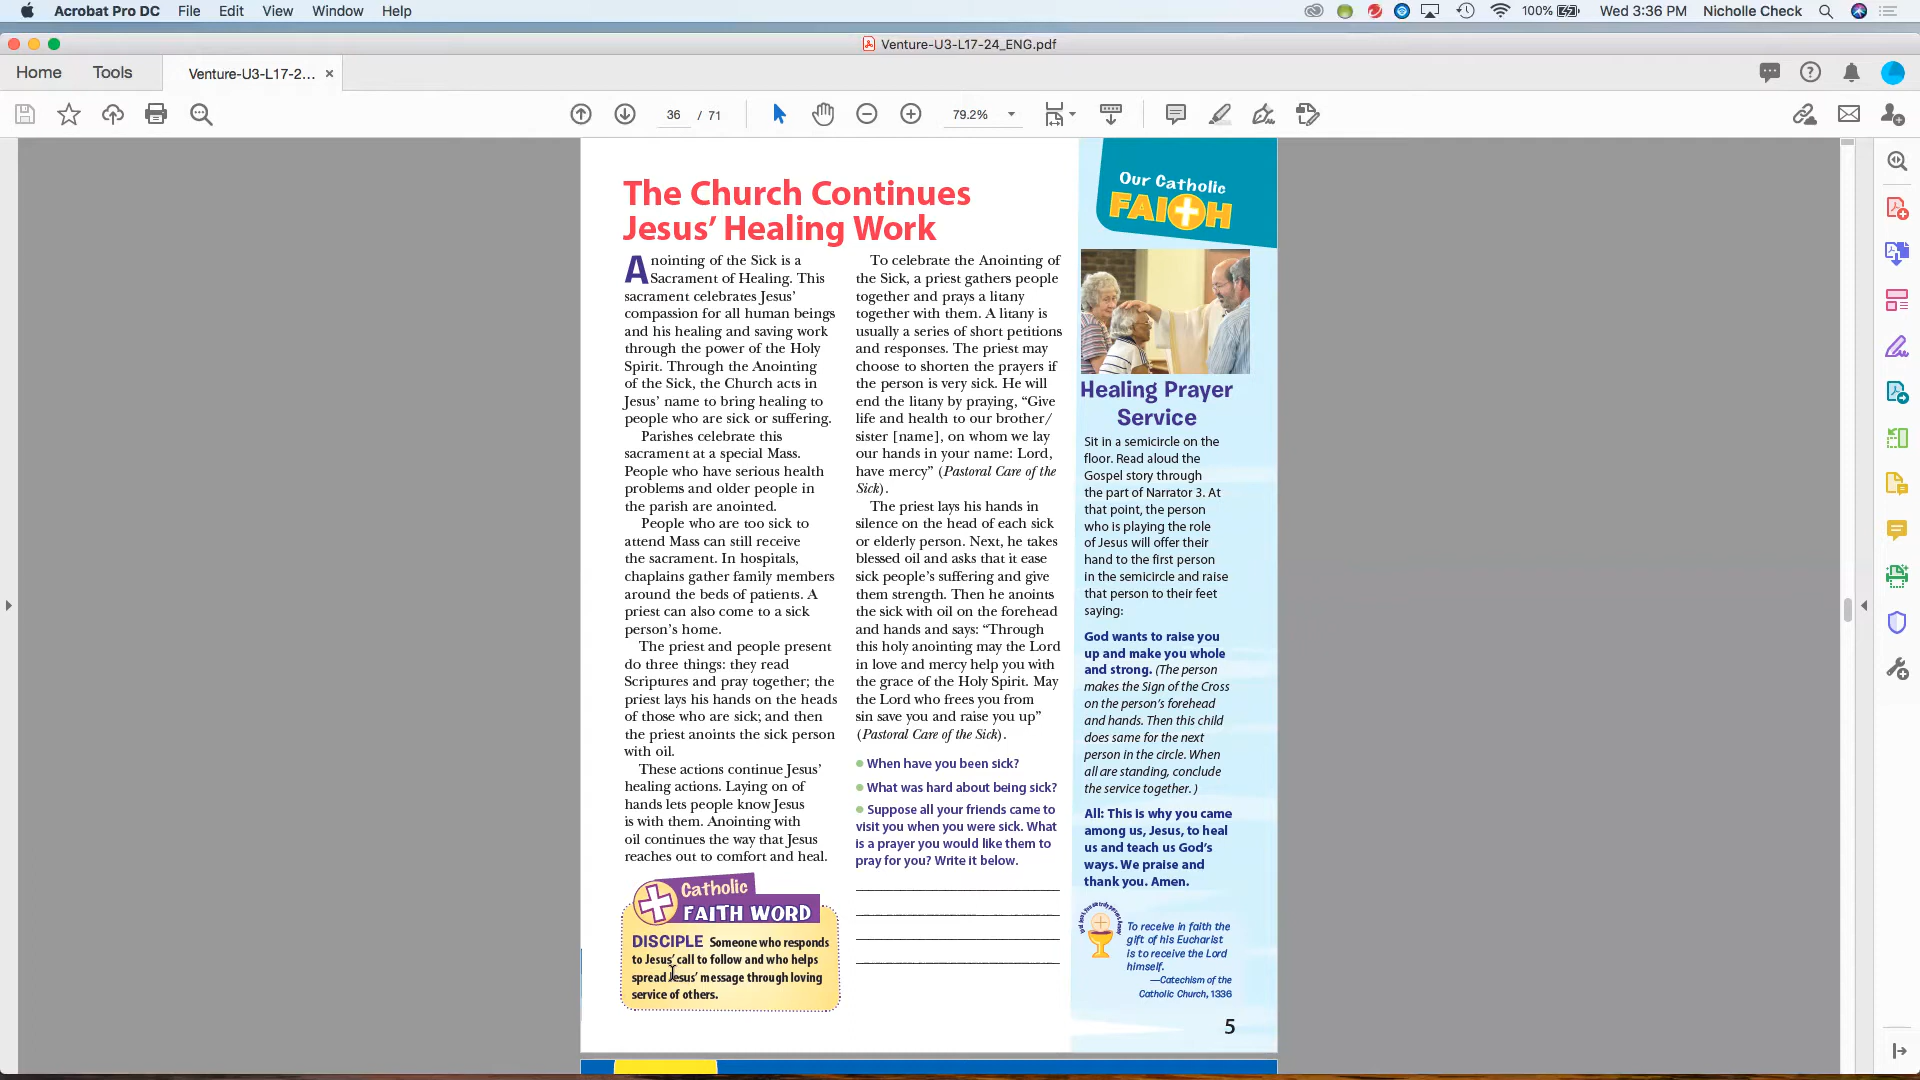 Acrobat Pro DC File Edit View Window Help
100% Wed 3:36 PM Nicholle Check
Venture-U3-L17-24_ENG.pdf
Home Tools Venture-U3-L17-2... ×
36 / 71 79.2%
The Church Continues
Jesus’ Healing Work
Anointing of the Sick is a
Sacrament of Healing. This
sacrament celebrates Jesus’
compassion for all human beings
and his healing and saving work
through the power of the Holy
Spirit. Through the Anointing
of the Sick, the Church acts in
Jesus’ name to bring healing to
people who are sick or suffering.
Parishes celebrate this
sacrament at a special Mass.
People who have serious health
problems and older people in
the parish are anointed.
People who are too sick to
attend Mass can still receive
the sacrament. In hospitals,
chaplains gather family members
around the beds of patients. A
priest can also come to a sick
person’s home.
The priest and people present
do three things: they read
Scriptures and pray together; the
priest lays his hands on the heads
of those who are sick; and then
the priest anoints the sick person
with oil.
These actions continue Jesus’
healing actions. Laying on of
hands lets people know Jesus
is with them. Anointing with
oil continues the way that Jesus
reaches out to comfort and heal.
Catholic
FAITH WORD
DISCIPLE Someone who responds
to Jesus’ call to follow and who helps
spread Jesus’ message through loving
service of others.
To celebrate the Anointing of
the Sick, a priest gathers people
together and prays a litany
together with them. A litany is
usually a series of short petitions
and responses. The priest may
choose to shorten the prayers if
the person is very sick. He will
end the litany by praying, “Give
life and health to our brother/
sister [name], on whom we lay
our hands in your name: Lord,
have mercy” (Pastoral Care of the
Sick).
The priest lays his hands in
silence on the head of each sick
or elderly person. Next, he takes
blessed oil and asks that it ease
sick people’s suffering and give
them strength. Then he anoints
the sick with oil on the forehead
and hands and says: “Through
this holy anointing may the Lord
in love and mercy help you with
the grace of the Holy Spirit. May
the Lord who frees you from
sin save you and raise you up”
(Pastoral Care of the Sick).
When have you been sick?
What was hard about being sick?
Suppose all your friends came to
visit you when you were sick. What
is a prayer you would like them to
pray for you? Write it below.
Our Catholic
FAITH
Healing Prayer
Service
Sit in a semicircle on the
floor. Read aloud the
Gospel story through
the part of Narrator 3. At
that point, the person
who is playing the role
of Jesus will offer their
hand to the first person
in the semicircle and raise
that person to their feet
saying:
God wants to raise you
up and make you whole
and strong. (The person
makes the Sign of the Cross
on the person’s forehead
and hands. Then this child
does same for the next
person in the circle. When
all are standing, conclude
the service together.)
All: This is why you came
among us, Jesus, to heal
us and teach us God’s
ways. We praise and
thank you. Amen.
To receive in faith the
gift of his Eucharist
is to receive the Lord
himself.
—Catechism of the
Catholic Church, 1336
5